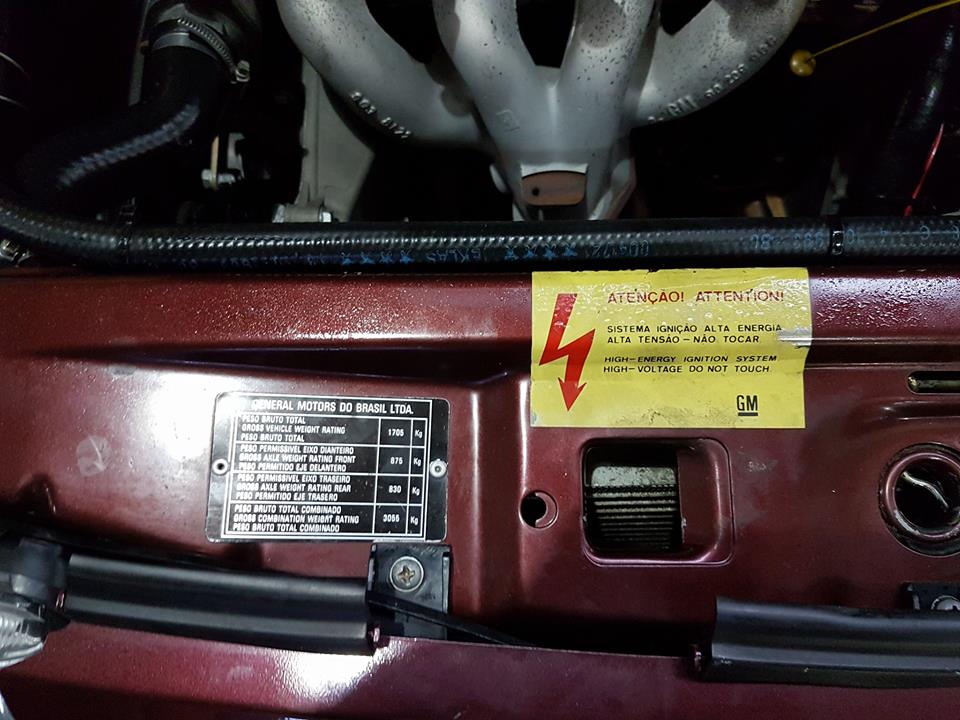 ATENÇÃO! ATTENTION!
SISTEMA IGNIÇÃO ALTA ENERGIA
ALTA TENSÃO — NÃO TOCAR.
HIGH—ENERGY IGNITION SYSTEM
HIGH—VOLTAGE DO NOT TOUCH.
GM
GENERAL MOTORS DO BRASIL LTDA.
PESO BRUTO TOTAL
GROSS VEHICLE WEIGHT RATING 1705 Kg
PESO BRUTO TOTAL
PESO PERMISSIVEL EIXO DIANTEIRO
GROSS AXLE WEIGHT RATING FRONT 875 Kg
PESO PERMITIDO EJE DELANTERO
PESO PERMISSIVEL EIXO TRASEIRO
GROSS AXLE WEIGHT RATING REAR 830 Kg
PESO PERMITIDO EJE TRASERO
PESO BRUTO TOTAL COMBINADO
GROSS COMBINATION WEIGHT RATING 3055 Kg
PESO BRUTO TOTAL COMBINADO